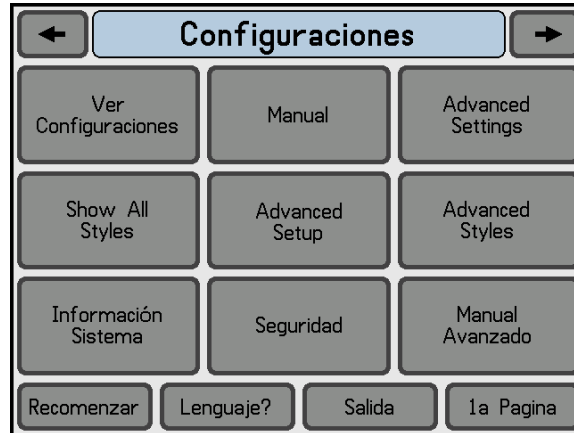 Configuraciones
Ver
Configuraciones
Manual
Advanced
Settings
Show All
Styles
Advanced
Setup
Advanced
Styles
Información
Sistema
Seguridad
Manual
Avanzado
Recomenzar
Lenguaje?
Salida
1a Pagina